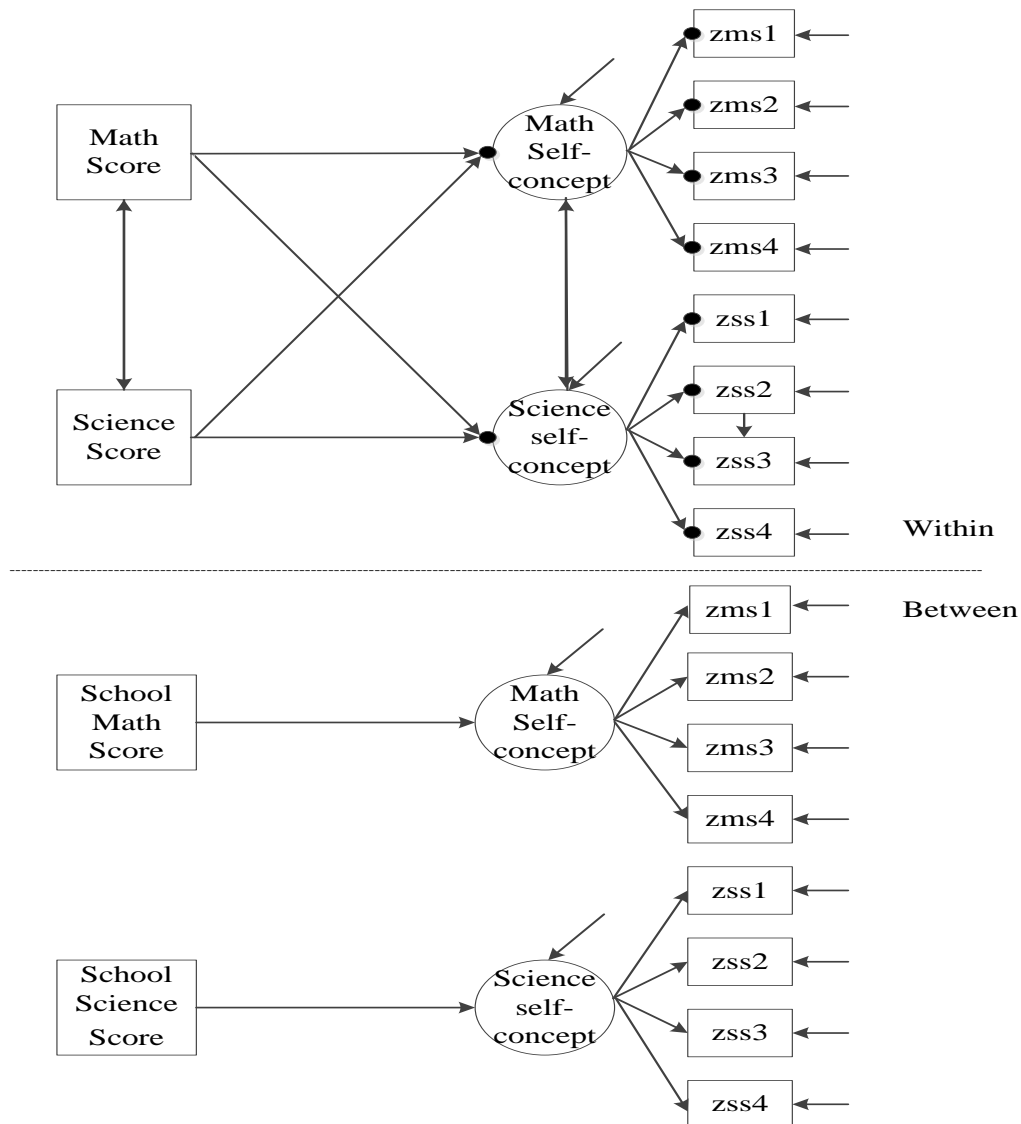 zms1
zms2
zms3
zms4
Math
Score
Math
Self-
concept
zss1
zss2
zss3
zss4
Science
Score
Science
self-
concept
Within
Between
zms1
zms2
zms3
zms4
School
Math
Score
Math
Self-
concept
zss1
zss2
zss3
zss4
School
Science
Score
Science
self-
concept